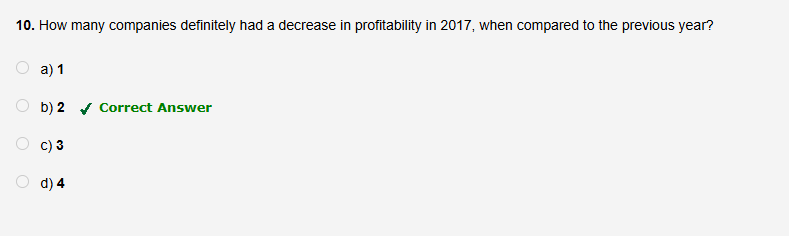 10. How many companies definitely had a decrease in profitability in 2017, when compared to the previous year?
a) 1
b) 2 ✓ Correct Answer
c) 3
d) 4